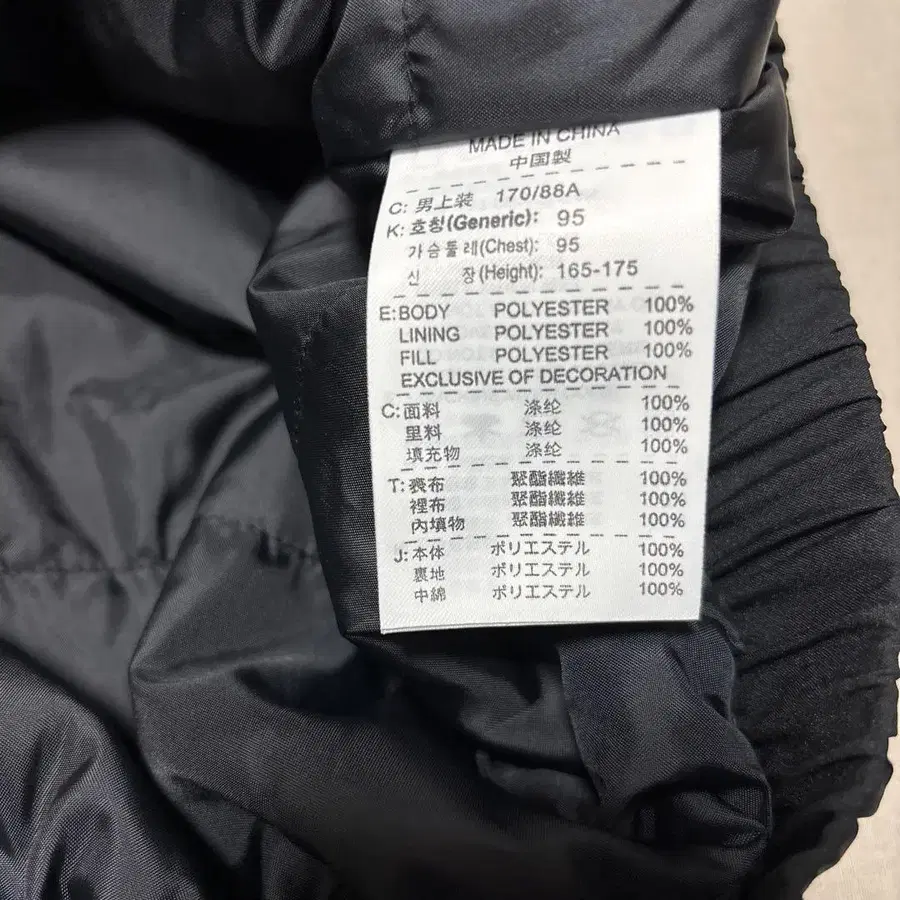 MADE IN CHINA
中国製
C: 男上装 170/88A
K: 호칭(Generic): 95
가슴둘레(Chest): 95
신 장(Height): 165-175
E: BODY POLYESTER 100%
LINING POLYESTER 100%
FILL POLYESTER 100%
EXCLUSIVE OF DECORATION
C: 面料 涤纶 100%
里料 涤纶 100%
填充物 涤纶 100%
T: 表布 聚酯纖維 100%
裡布 聚酯纖維 100%
內填物 聚酯纖維 100%
J: 本体 ポリエステル 100%
裏地 ポリエステル 100%
中綿 ポリエステル 100%